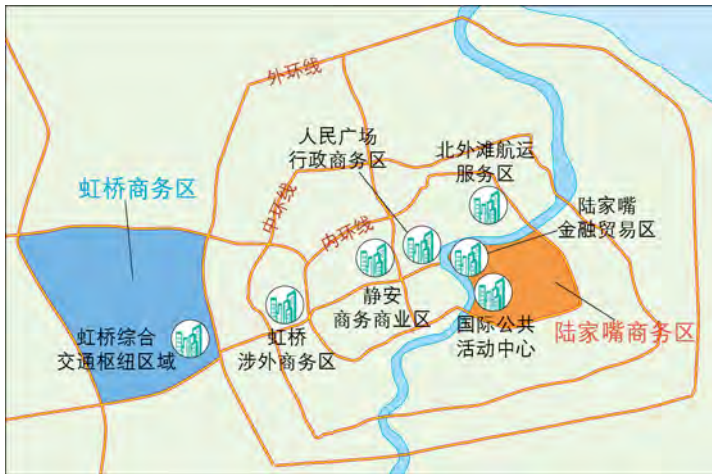 外环线
人民广场
行政商务区
北外滩航运
服务区
虹桥商务区
中环线
内环线
陆家嘴
金融贸易区
静安
商务商业区
虹桥综合
交通枢纽区域
虹桥
涉外商务区
国际公共
活动中心
陆家嘴商务区